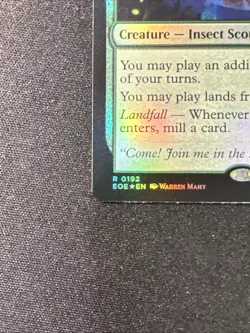 Creature — Insect Scou
You may play an addi
of your turns.
You may play lands fr
Landfall — Whenever
enters, mill a card.
"Come! Join me in the
R 0192
EOE★EN Warren Mahy